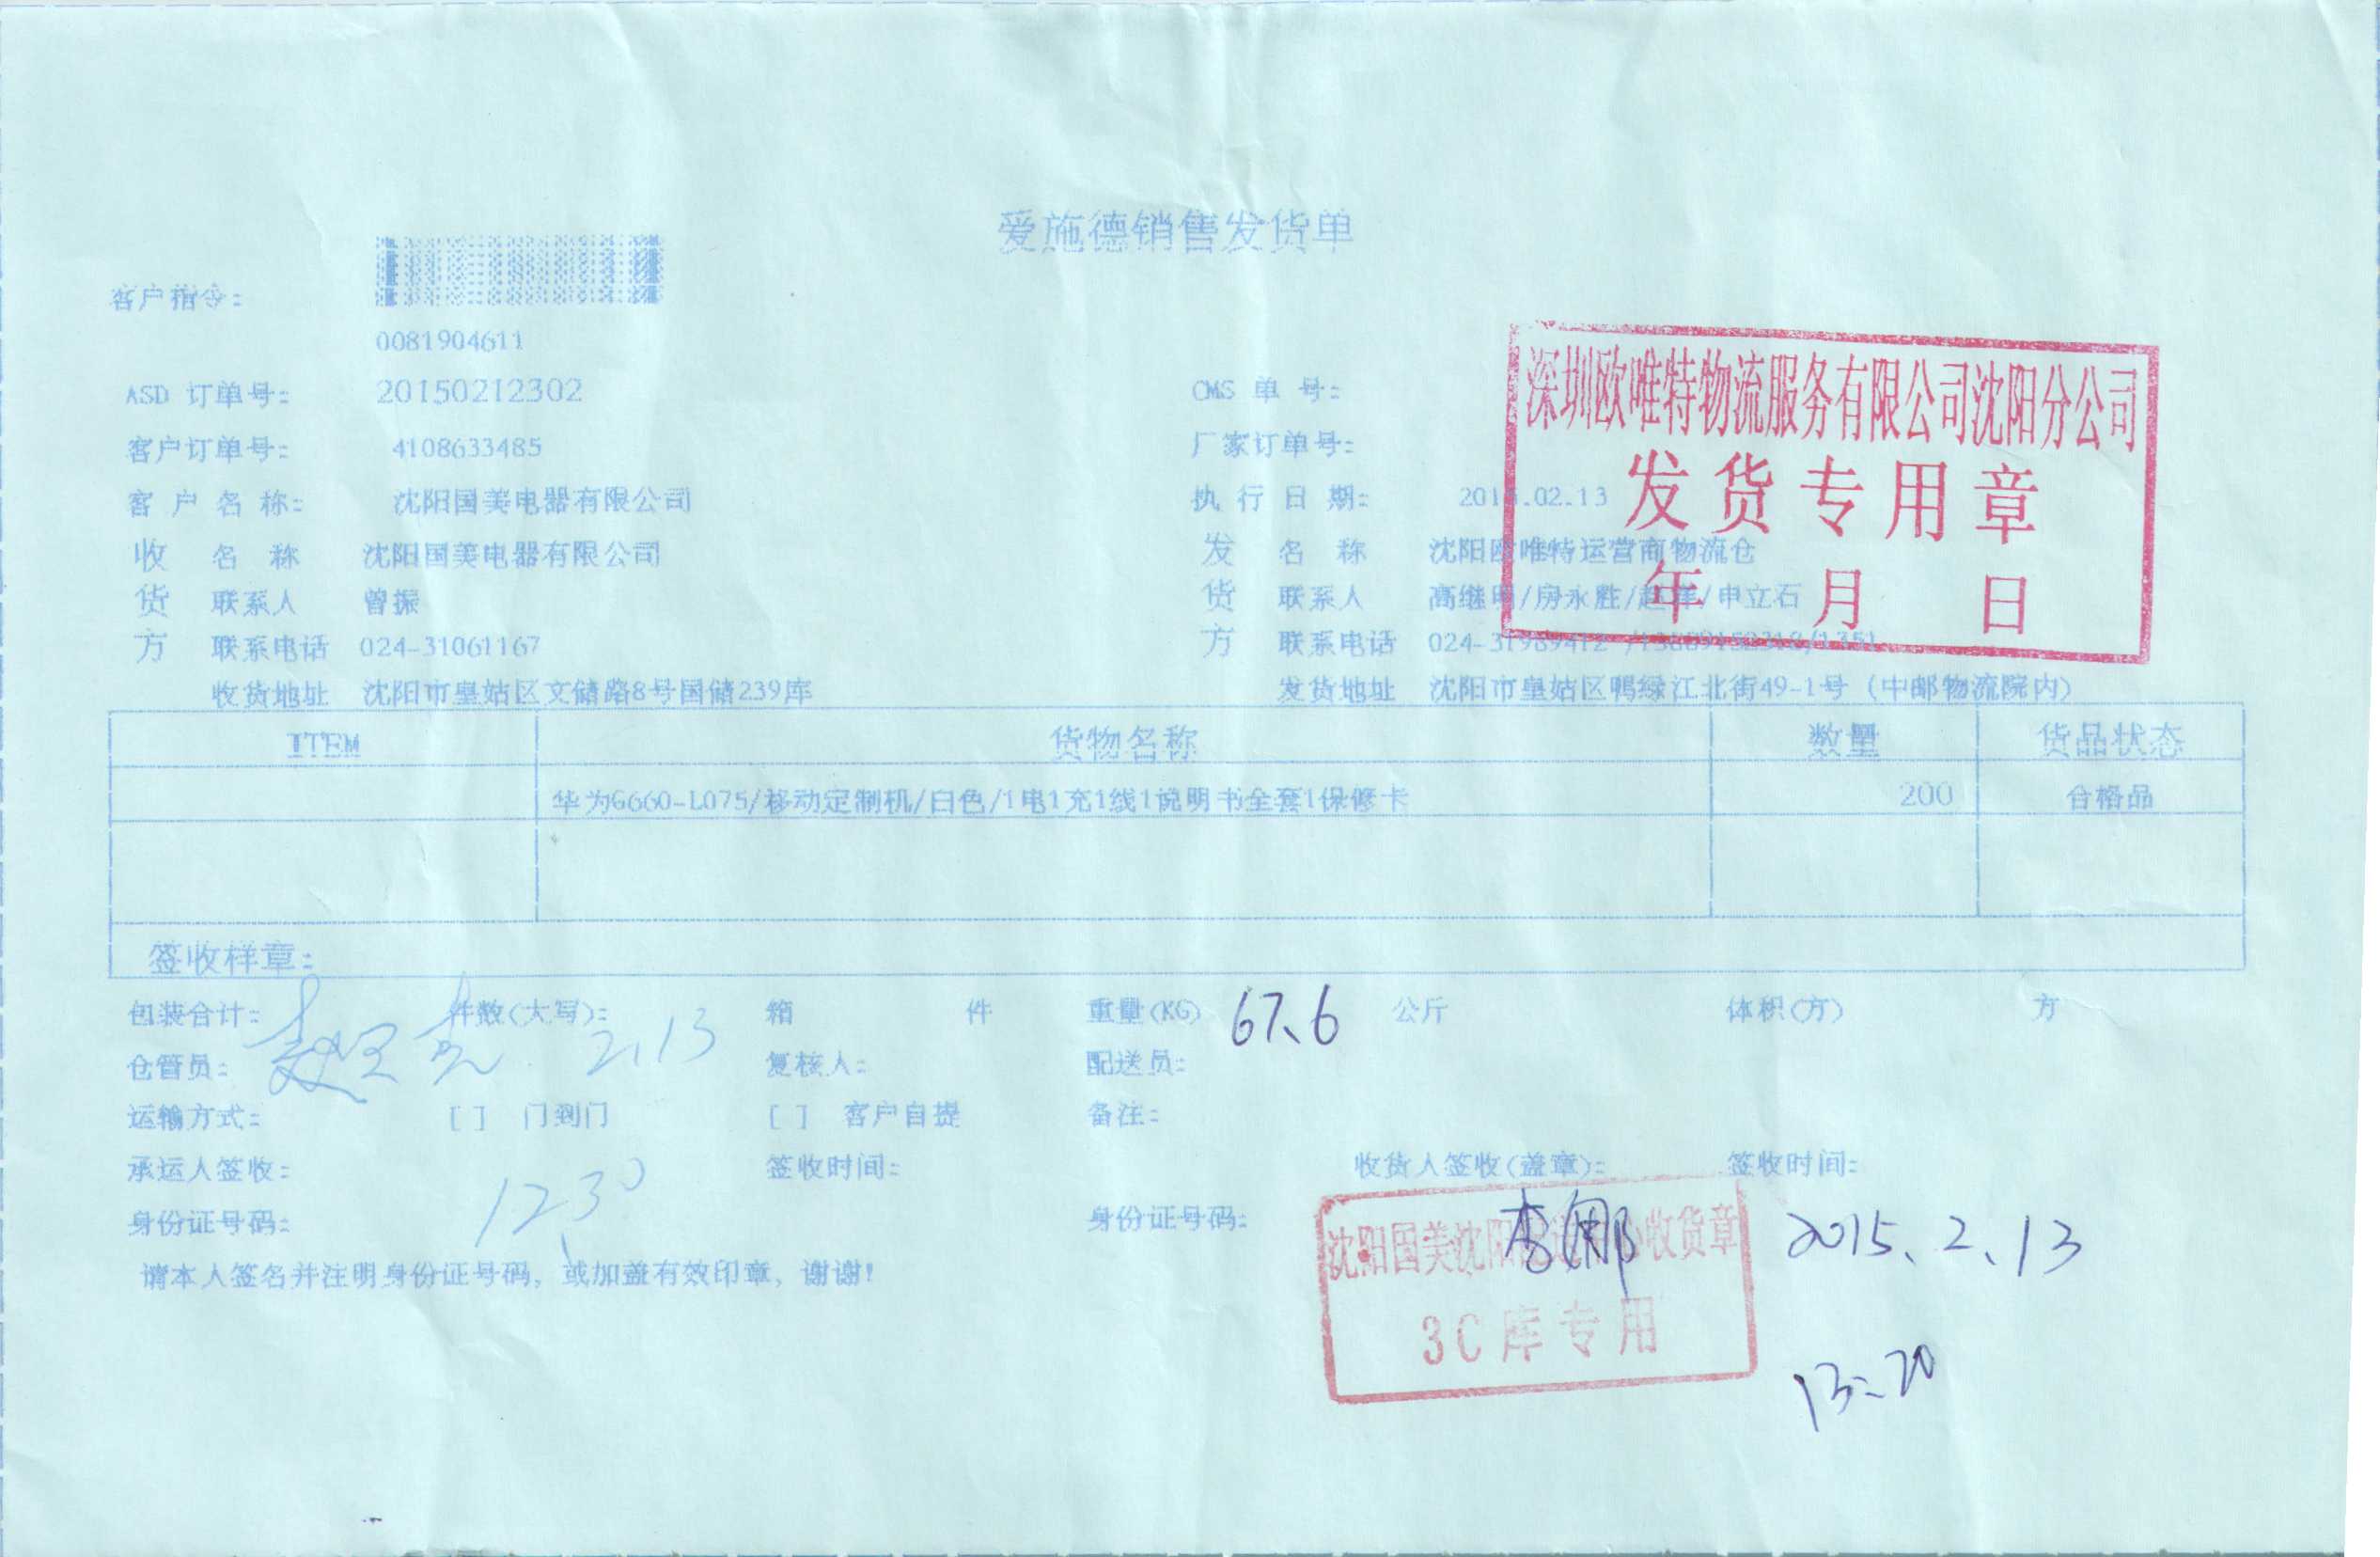 爱施德销售发货单
客户指令:
0081904611
ASD 订单号: 20150212302 CMS 单 号:
客户订单号: 4108633485 厂家订单号:
客 户 名 称: 沈阳国美电器有限公司 执 行 日 期: 2015.02.13
收 名 称 沈阳国美电器有限公司 发 名 称 沈阳欧唯特运营商物流仓
货 联系人 曾振 货 联系人 高继明/房永胜/赵洋/申立石
方 联系电话 024-31061167 方 联系电话 024-31989412
收货地址 沈阳市皇姑区文储路8号国储239库 发货地址 沈阳市皇姑区鸭绿江北街49-1号 (中邮物流院内)
深圳欧唯特物流服务有限公司沈阳分公司
发货专用章
年 月 日
ITEM 货物名称 数量 货品状态
华为G660-L075/移动定制机/白色/1电1充1线1说明书全套1保修卡 200 合格品
签收样章:
包装合计: 件数(大写): 箱 件 重量(KG) 67.6 公斤 体积(方) 方
仓管员: 2.13 复核人: 配送员:
运输方式: [ ] 门到门 [ ] 客户自提 备注:
承运人签收: 签收时间: 收货人签收(盖章): 签收时间:
身份证号码: 1230 身份证号码: 李娜 2015.2.13
请本人签名并注明身份证号码, 或加盖有效印章, 谢谢!
沈阳国美沈阳 收货章
3C库专用
13:20